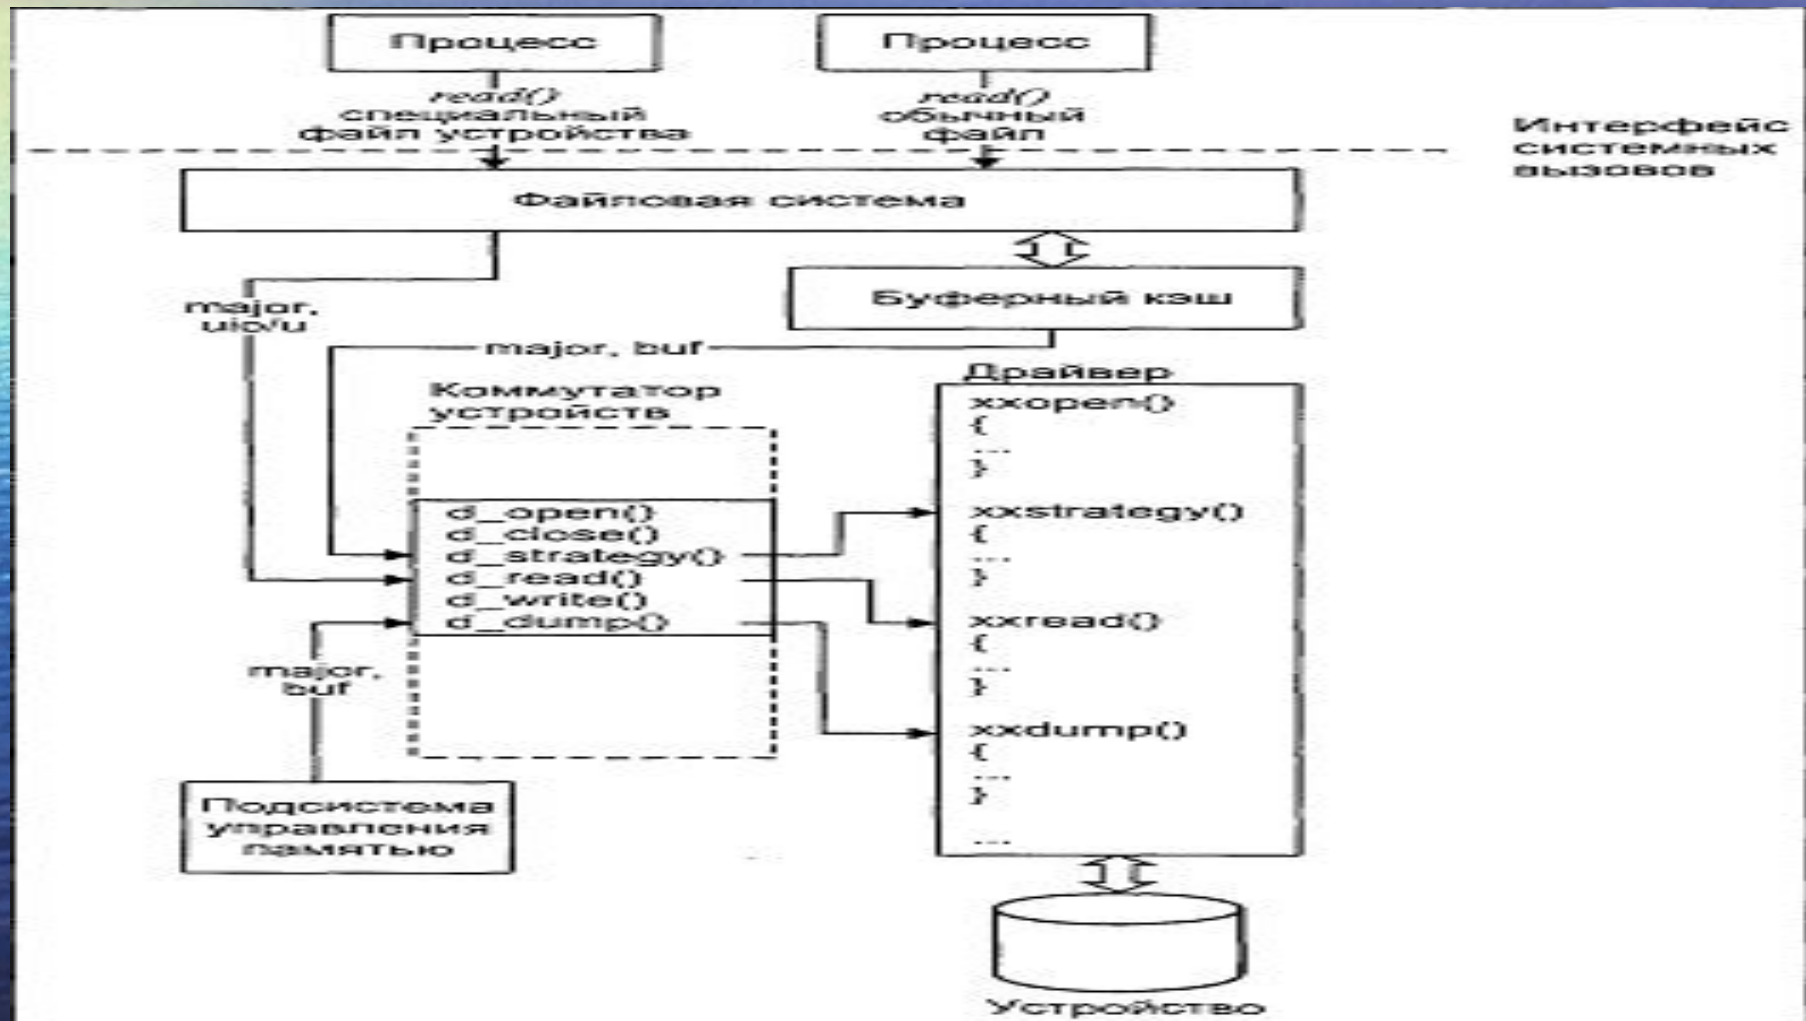 Процесс
Процесс
read()
специальный
файл устройства
read()
обычный
файл
Интерфейс
системных
вызовов
Файловая система
major,
uio/u
Буферный кэш
major, buf
Коммутатор
устройств
d_open()
d_close()
d_strategy()
d_read()
d_write()
d_dump()
major,
buf
Подсистема
управления
памятью
Драйвер
xxopen()
{
...
}
xxstrategy()
{
...
}
xxread()
{
...
}
xxdump()
{
...
}
...
Устройство